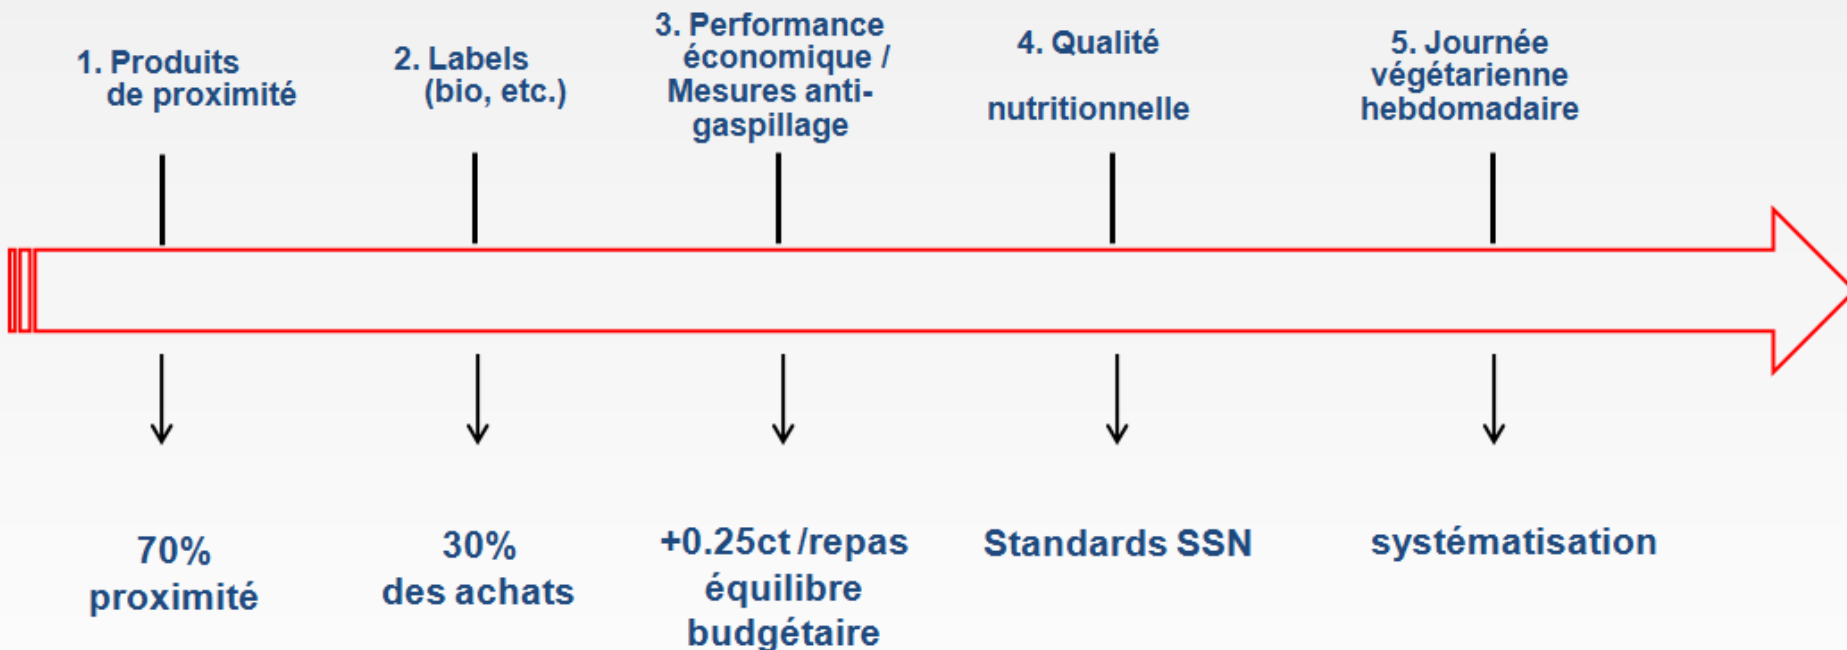 1. Produits
de proximité
2. Labels
(bio, etc.)
3. Performance
économique /
Mesures anti-
gaspillage
4. Qualité
nutritionnelle
5. Journée
végétarienne
hebdomadaire
70%
proximité
30%
des achats
+0.25ct /repas
équilibre
budgétaire
Standards SSN
systématisation